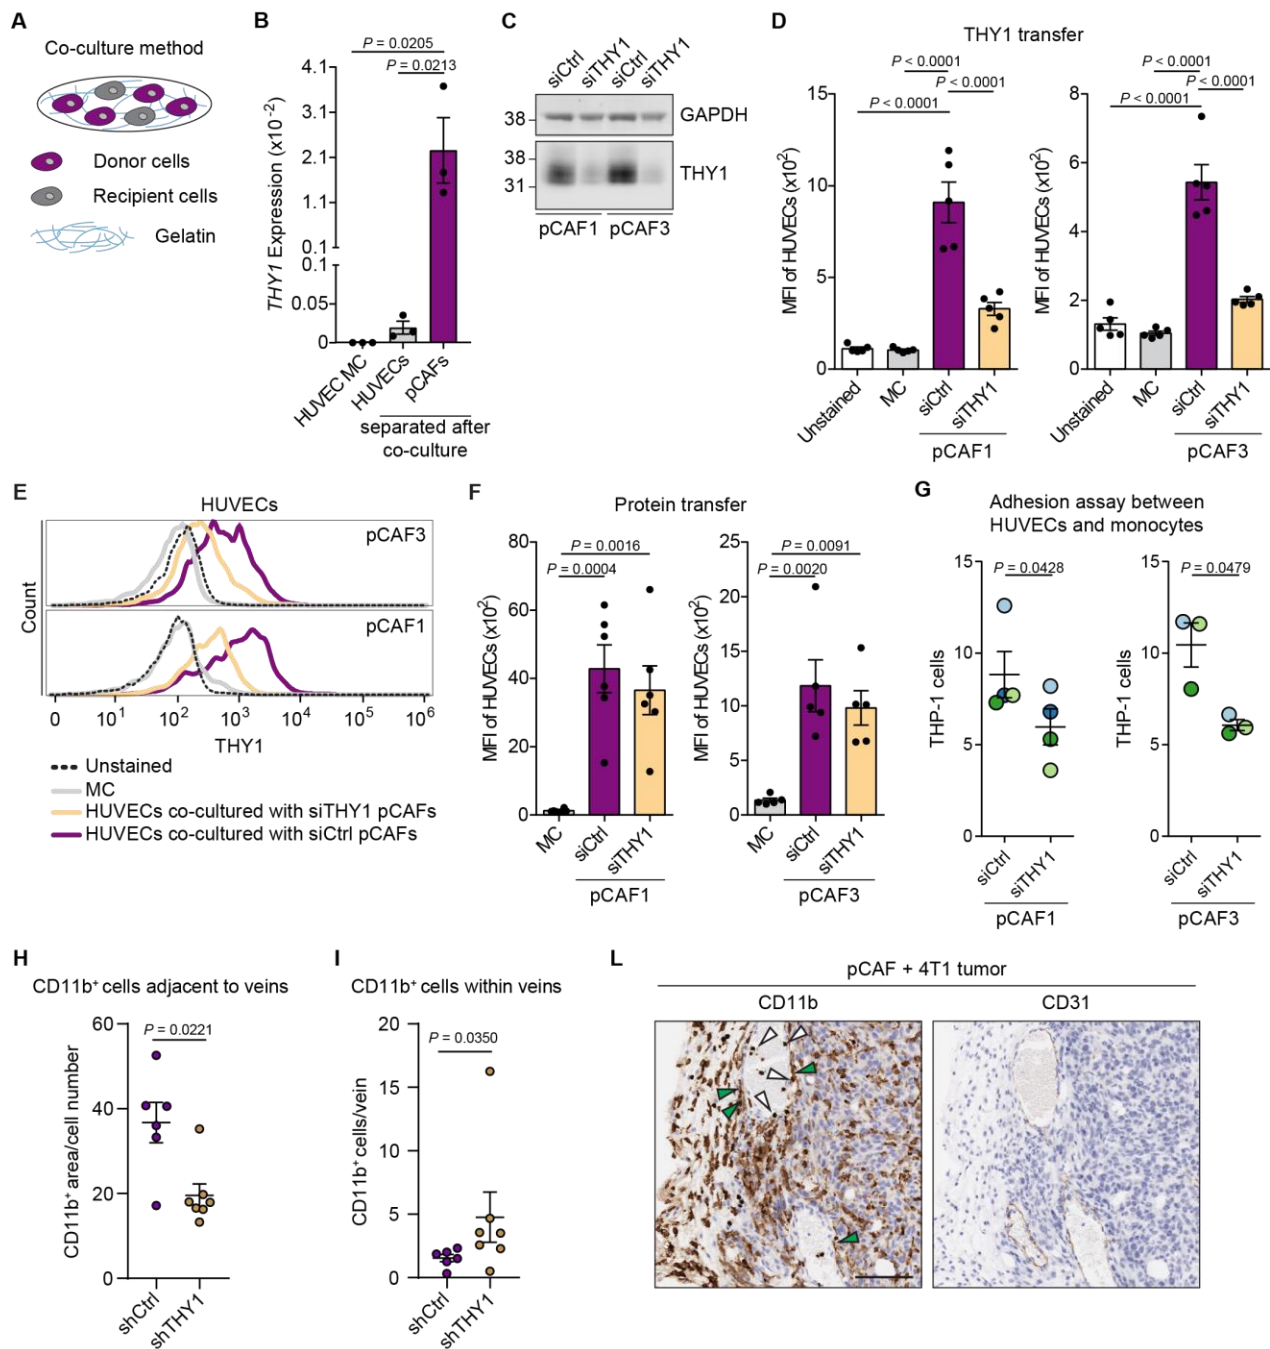 A
Co-culture method
Donor cells
Recipient cells
Gelatin
B
P = 0.0205
P = 0.0213
THY1 Expression (x10-2)
4.1
3.1
2.1
1.1
0.1
0.1
0.05
0
HUVEC MC
HUVECs
pCAFs
separated after
co-culture
C
siCtrl
siTHY1
siCtrl
siTHY1
38
GAPDH
38
31
THY1
pCAF1
pCAF3
D
THY1 transfer
P < 0.0001
P < 0.0001
P < 0.0001
MFI of HUVECs (x10²)
15
10
5
0
Unstained
MC
siCtrl
siTHY1
pCAF1
P < 0.0001
P < 0.0001
P < 0.0001
MFI of HUVECs (x10²)
8
6
4
2
0
Unstained
MC
siCtrl
siTHY1
pCAF3
E
HUVECs
pCAF3
pCAF1
Count
0
10¹
10²
10³
10⁴
10⁵
10⁶
THY1
Unstained
MC
HUVECs co-cultured with siTHY1 pCAFs
HUVECs co-cultured with siCtrl pCAFs
F
Protein transfer
P = 0.0016
P = 0.0004
MFI of HUVECs (x10²)
80
60
40
20
0
MC
siCtrl
siTHY1
pCAF1
P = 0.0091
P = 0.0020
MFI of HUVECs (x10²)
25
20
15
10
5
0
MC
siCtrl
siTHY1
pCAF3
G
Adhesion assay between
HUVECs and monocytes
P = 0.0428
THP-1 cells
15
10
5
0
siCtrl
siTHY1
pCAF1
P = 0.0479
THP-1 cells
15
10
5
0
siCtrl
siTHY1
pCAF3
H
CD11b⁺ cells adjacent to veins
P = 0.0221
CD11b⁺ area/cell number
60
40
20
0
shCtrl
shTHY1
I
CD11b⁺ cells within veins
P = 0.0350
CD11b⁺ cells/vein
20
15
10
5
0
shCtrl
shTHY1
L
pCAF + 4T1 tumor
CD11b
CD31